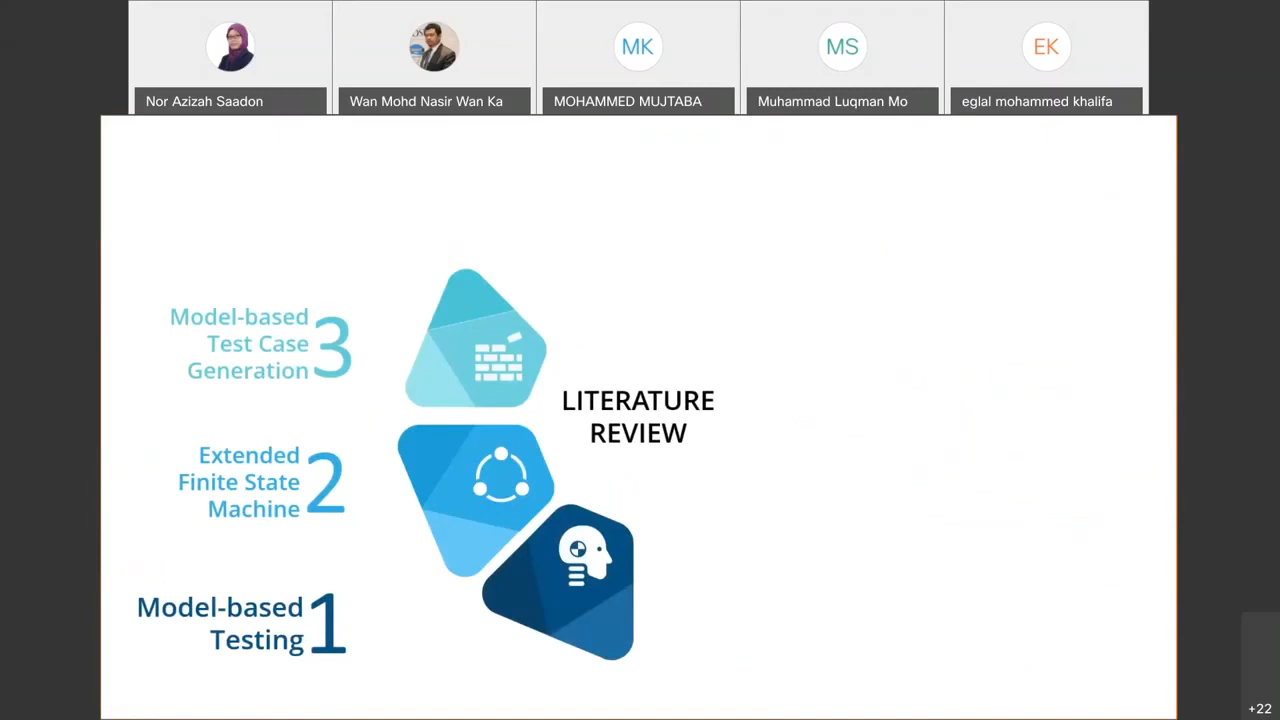 MK
MS
EK
Nor Azizah Saadon
Wan Mohd Nasir Wan Ka
MOHAMMED MUJTABA
Muhammad Luqman Mo
eglal mohammed khalifa
Model-based
Test Case
Generation
3
LITERATURE
REVIEW
Extended
Finite State
Machine
2
Model-based
Testing
1
+22